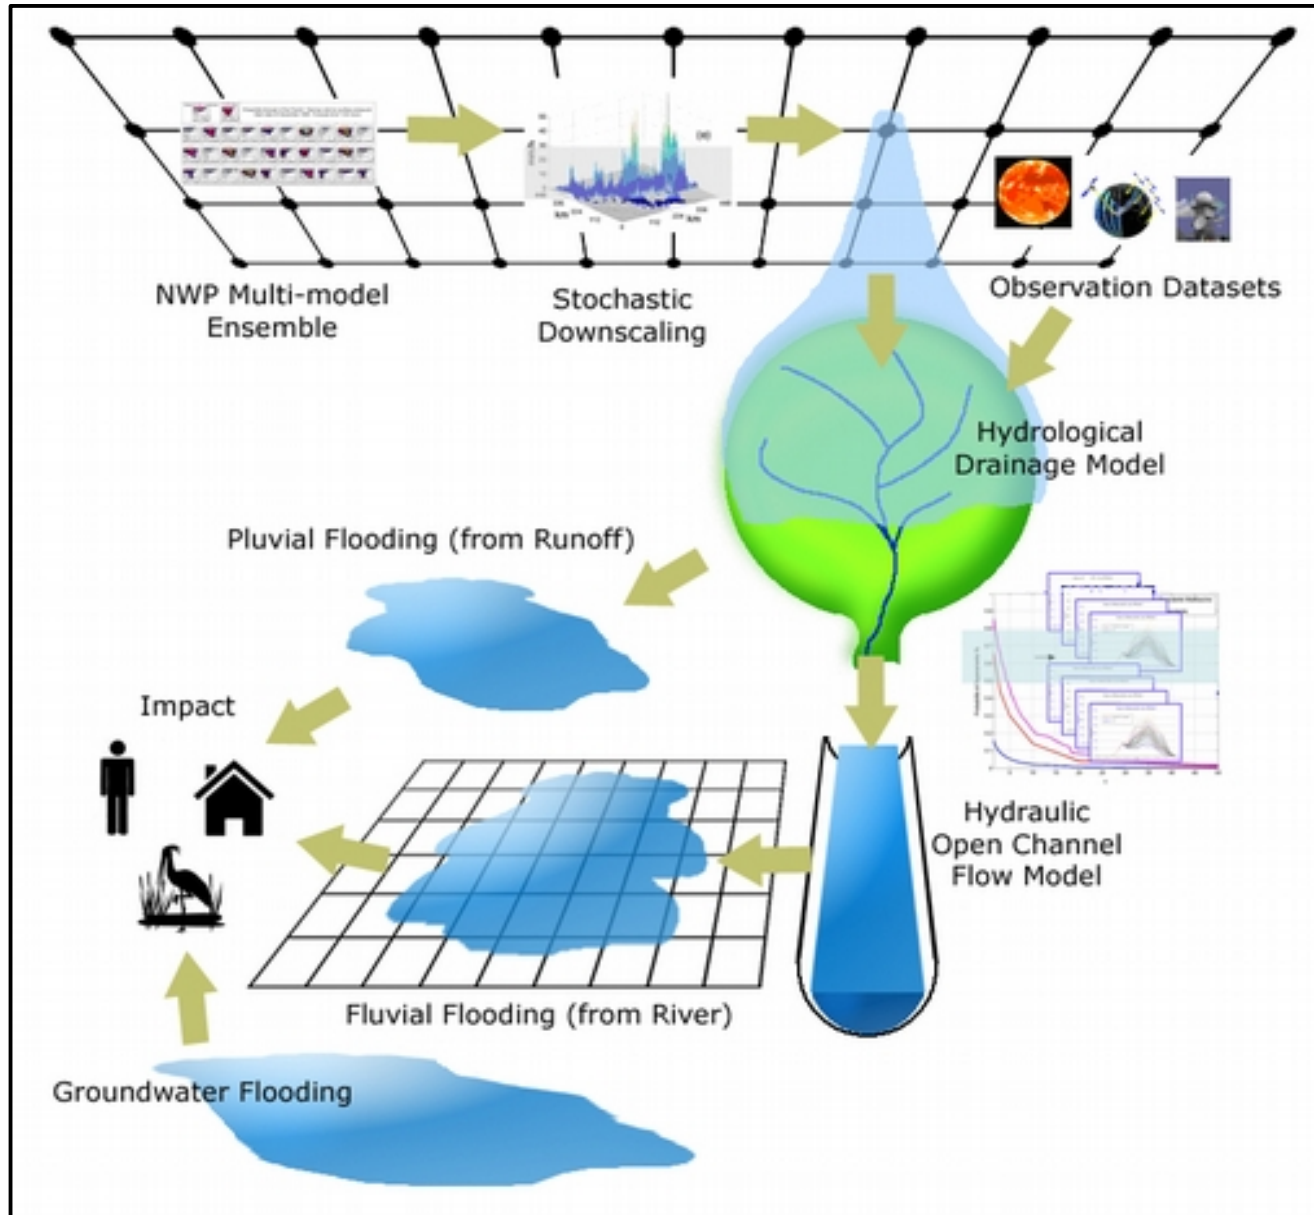 NWP Multi-model
Ensemble
Stochastic
Downscaling
Observation Datasets
Hydrological
Drainage Model
Pluvial Flooding (from Runoff)
Impact
Hydraulic
Open Channel
Flow Model
Fluvial Flooding (from River)
Groundwater Flooding